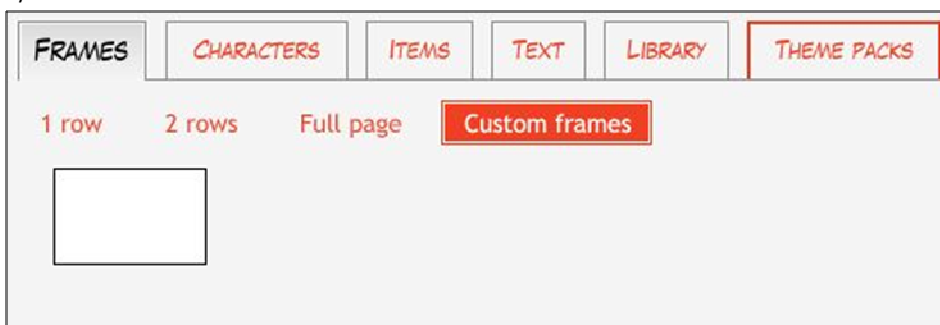 FRAMES CHARACTERS ITEMS TEXT LIBRARY THEME PACKS
1 row 2 rows Full page Custom frames